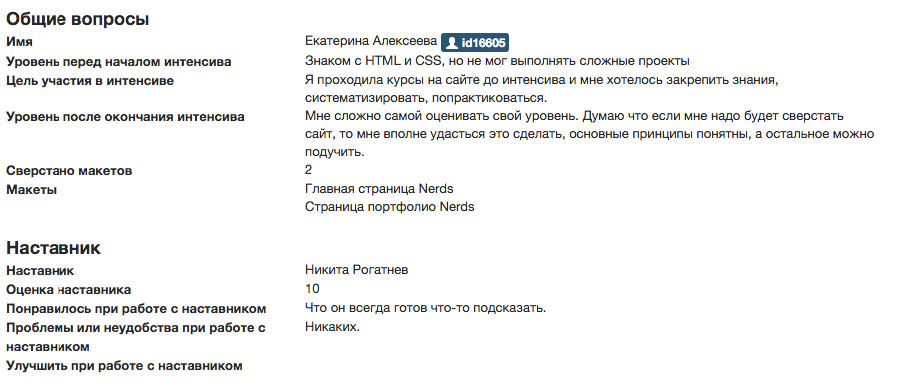 Общие вопросы
Имя Екатерина Алексеева id16605
Уровень перед началом интенсива Знаком с HTML и CSS, но не мог выполнять сложные проекты
Цель участия в интенсиве Я проходила курсы на сайте до интенсива и мне хотелось закрепить знания,
систематизировать, попрактиковаться.
Уровень после окончания интенсива Мне сложно самой оценивать свой уровень. Думаю что если мне надо будет сверстать
сайт, то мне вполне удасться это сделать, основные принципы понятны, а остальное можно
подучить.
Сверстано макетов 2
Макеты Главная страница Nerds
Страница портфолио Nerds
Наставник
Наставник Никита Рогатнев
Оценка наставника 10
Понравилось при работе с наставником Что он всегда готов что-то подсказать.
Проблемы или неудобства при работе с Никаких.
наставником
Улучшить при работе с наставником